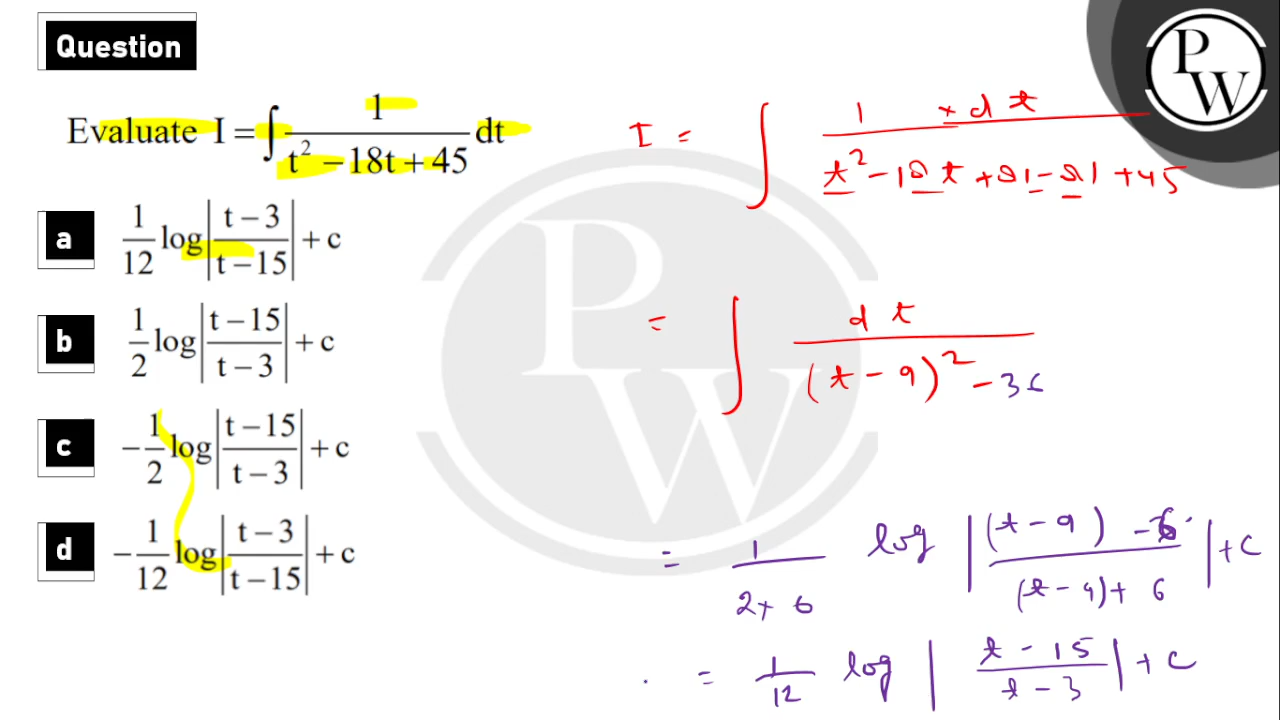 Question
PW
Evaluate I = ∫ 1/(t² − 18t + 45) dt
a 1/12 log|(t − 3)/(t − 15)| + c
b 1/2 log|(t − 15)/(t − 3)| + c
c − 1/2 log|(t − 15)/(t − 3)| + c
d − 1/12 log|(t − 3)/(t − 15)| + c
I = ∫ 1 × dt/(t² − 18t + 81 − 81 + 45)
= ∫ dt/((t − 9)² − 36)
= 1/(2 × 6) log|((t − 9) − 6)/((t − 9) + 6)| + c
= 1/12 log|(t − 15)/(t − 3)| + c
PW